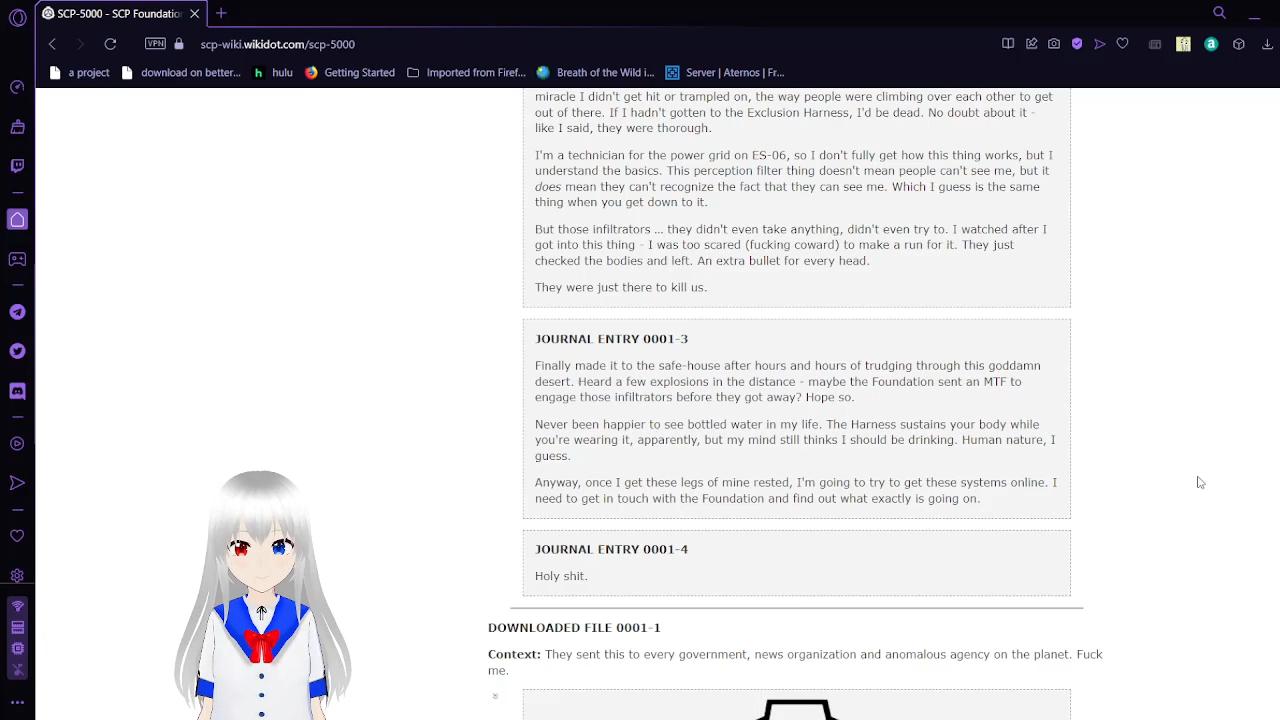 SCP-5000 - SCP Foundation
scp-wiki.wikidot.com/scp-5000
VPN
a project
download on better...
hulu
Getting Started
Imported from Firef...
Breath of the Wild i...
Server | Aternos | Fr...
miracle I didn't get hit or trampled on, the way people were climbing over each other to get
out of there. If I hadn't gotten to the Exclusion Harness, I'd be dead. No doubt about it -
like I said, they were thorough.
I'm a technician for the power grid on ES-06, so I don't fully get how this thing works, but I
understand the basics. This perception filter thing doesn't mean people can't see me, but it
does mean they can't recognize the fact that they can see me. Which I guess is the same
thing when you get down to it.
But those infiltrators ... they didn't even take anything, didn't even try to. I watched after I
got into this thing - I was too scared (fucking coward) to make a run for it. They just
checked the bodies and left. An extra bullet for every head.
They were just there to kill us.
JOURNAL ENTRY 0001-3
Finally made it to the safe-house after hours and hours of trudging through this goddamn
desert. Heard a few explosions in the distance - maybe the Foundation sent an MTF to
engage those infiltrators before they got away? Hope so.
Never been happier to see bottled water in my life. The Harness sustains your body while
you're wearing it, apparently, but my mind still thinks I should be drinking. Human nature, I
guess.
Anyway, once I get these legs of mine rested, I'm going to try to get these systems online. I
need to get in touch with the Foundation and find out what exactly is going on.
JOURNAL ENTRY 0001-4
Holy shit.
DOWNLOADED FILE 0001-1
Context: They sent this to every government, news organization and anomalous agency on the planet. Fuck
me.